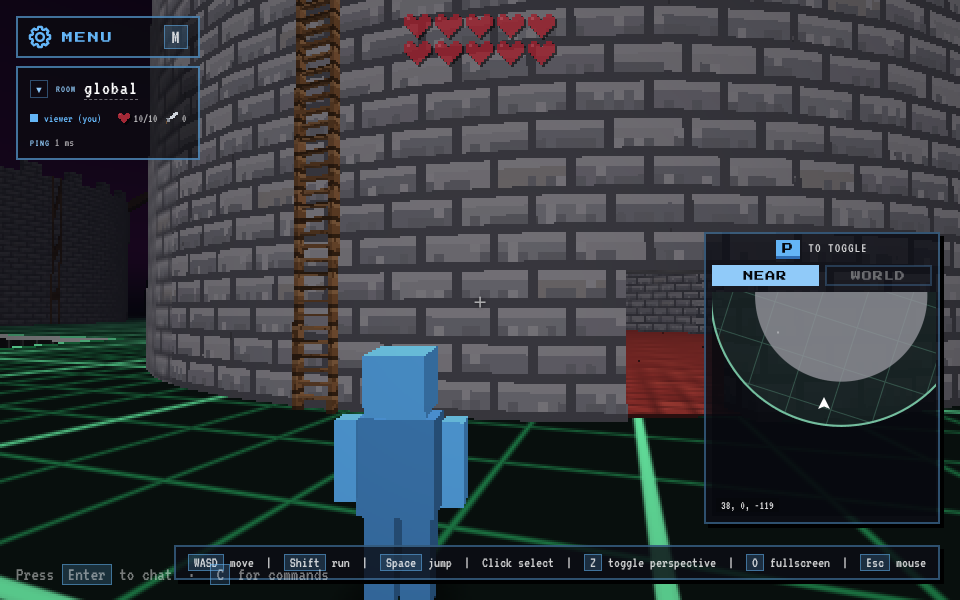 MENU M
▼ ROOM global
viewer (you) 10/10 0
PING 1 ms
P TO TOGGLE
NEAR WORLD
38, 0, -119
WASD move | Shift run | Space jump | Click select | Z toggle perspective | O fullscreen | Esc mouse
Press Enter to chat · C for commands